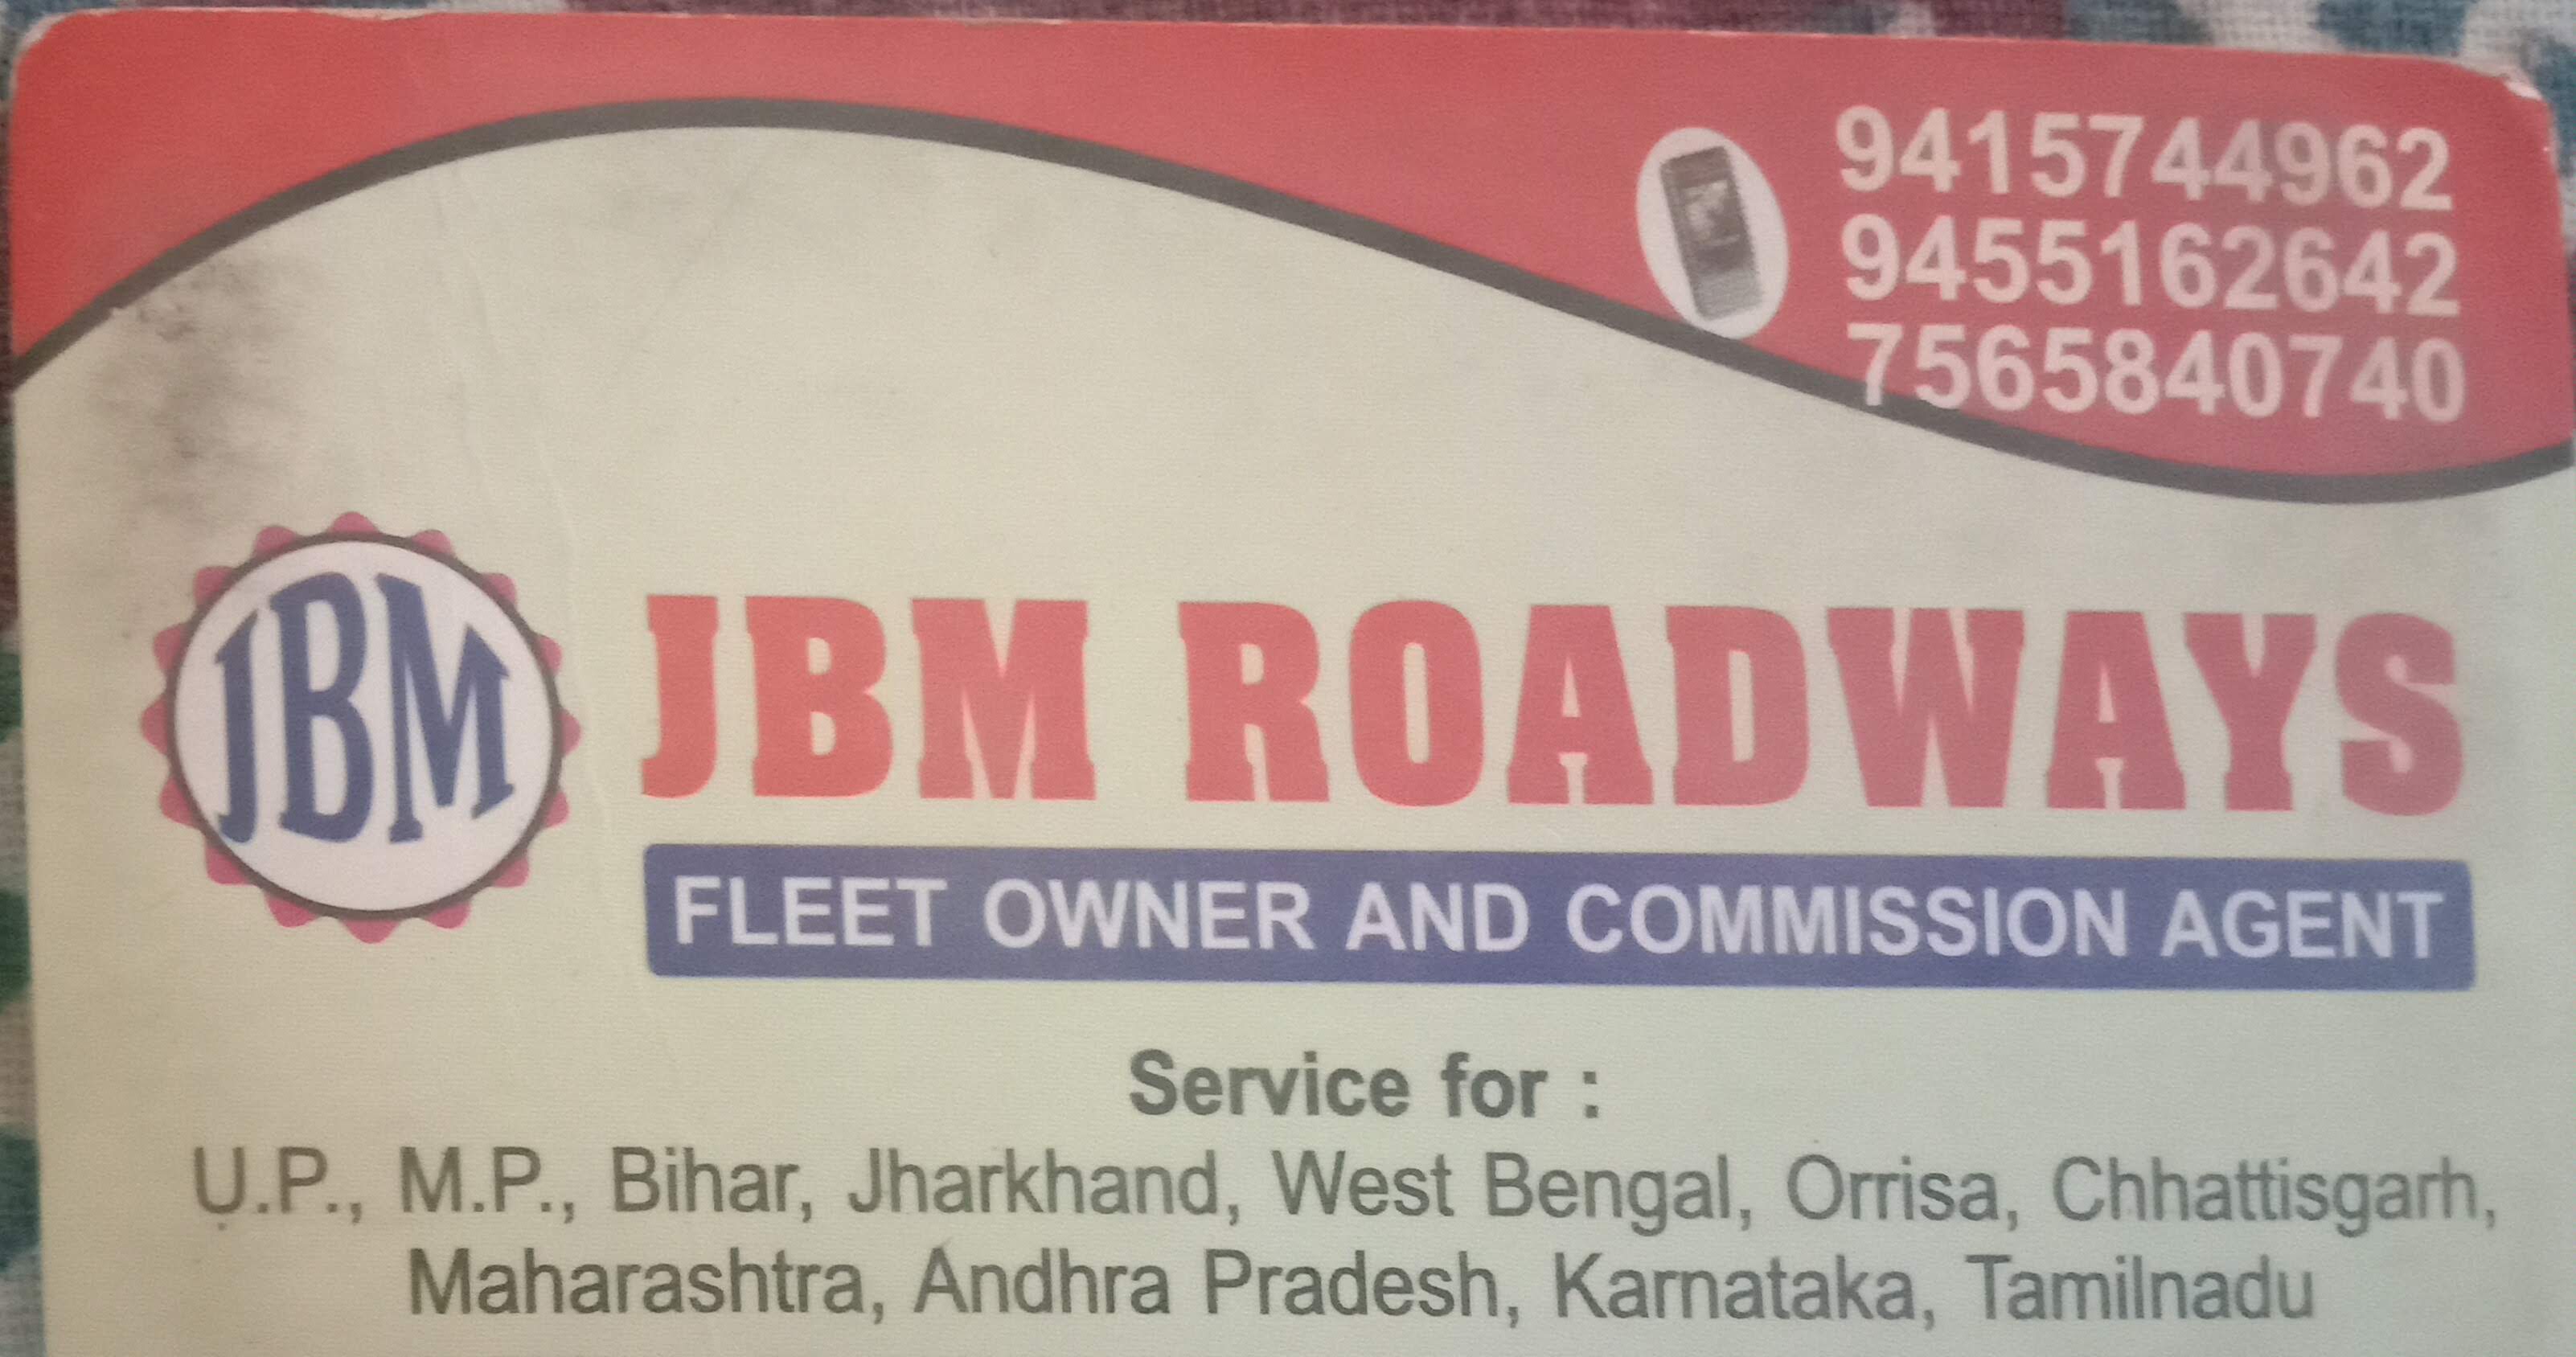 9415744962
9455162642
7565840740
JBM
JBM ROADWAYS
FLEET OWNER AND COMMISSION AGENT
Service for :
U.P., M.P., Bihar, Jharkhand, West Bengal, Orrisa, Chhattisgarh,
Maharashtra, Andhra Pradesh, Karnataka, Tamilnadu